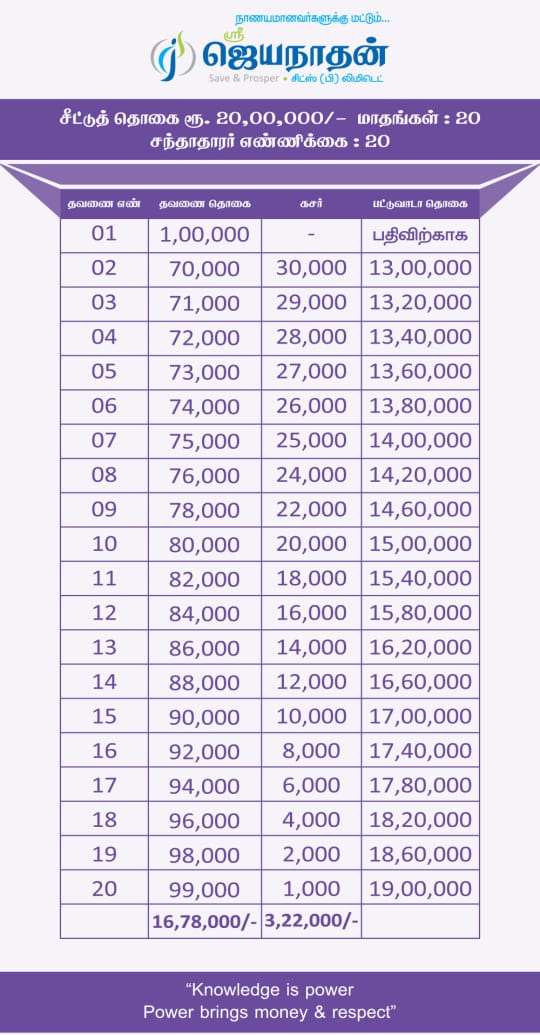 நாணயமானவர்களுக்கு மட்டும்...
ஸ்ரீ
ஜெயநாதன்
Save & Prosper • சிட்ஸ் (பி) லிமிடெட்
சீட்டுத் தொகை ரூ. 20,00,000/- மாதங்கள் : 20
சந்தாதாரர் எண்ணிக்கை : 20
தவணை எண் தவணை தொகை கசர் பட்டுவாடா தொகை
01 1,00,000 - பதிவிற்காக
02 70,000 30,000 13,00,000
03 71,000 29,000 13,20,000
04 72,000 28,000 13,40,000
05 73,000 27,000 13,60,000
06 74,000 26,000 13,80,000
07 75,000 25,000 14,00,000
08 76,000 24,000 14,20,000
09 78,000 22,000 14,60,000
10 80,000 20,000 15,00,000
11 82,000 18,000 15,40,000
12 84,000 16,000 15,80,000
13 86,000 14,000 16,20,000
14 88,000 12,000 16,60,000
15 90,000 10,000 17,00,000
16 92,000 8,000 17,40,000
17 94,000 6,000 17,80,000
18 96,000 4,000 18,20,000
19 98,000 2,000 18,60,000
20 99,000 1,000 19,00,000
16,78,000/- 3,22,000/-
“Knowledge is power
Power brings money & respect”